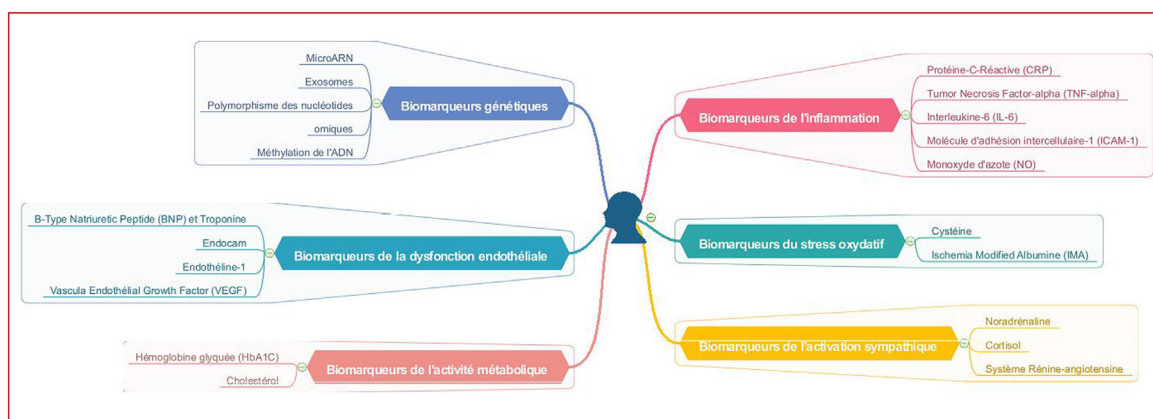 Biomarqueurs génétiques
MicroARN
Exosomes
Polymorphisme des nucléotides
omiques
Méthylation de l'ADN
Biomarqueurs de la dysfonction endothéliale
B-Type Natriuretic Peptide (BNP) et Troponine
Endocam
Endothéline-1
Vascula Endothélial Growth Factor (VEGF)
Biomarqueurs de l'activité métabolique
Hémoglobine glyquée (HbA1C)
Cholestérol
Biomarqueurs de l'inflammation
Protéine-C-Réactive (CRP)
Tumor Necrosis Factor-alpha (TNF-alpha)
Interleukine-6 (IL-6)
Molécule d'adhésion intercellulaire-1 (ICAM-1)
Monoxyde d'azote (NO)
Biomarqueurs du stress oxydatif
Cystéine
Ischemia Modified Albumine (IMA)
Biomarqueurs de l'activation sympathique
Noradrénaline
Cortisol
Système Rénine-angiotensine